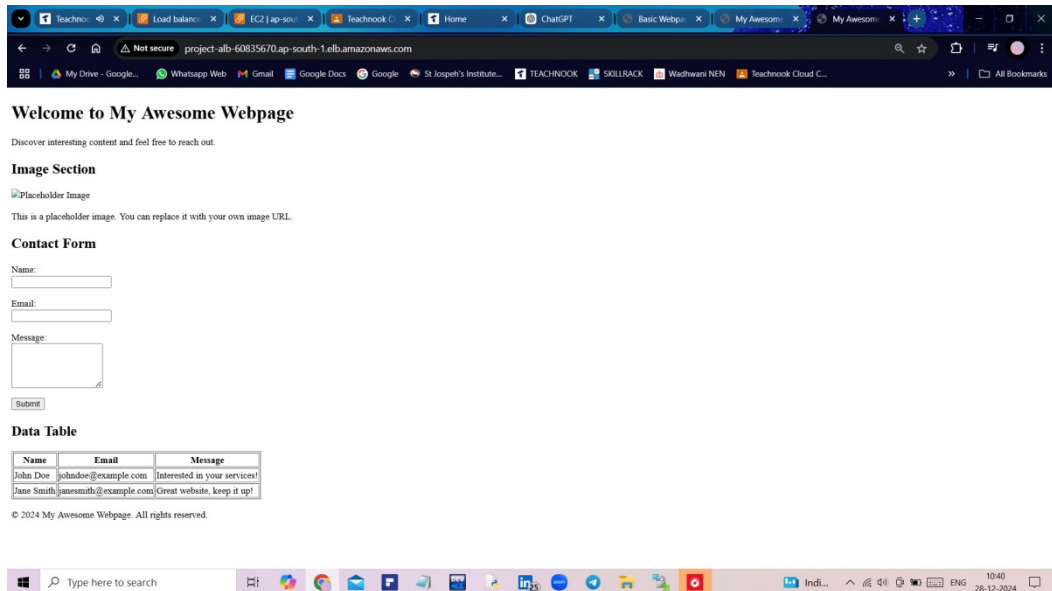 Teachnoo
Load balance
EC2 | ap-sout
Teachnook Cl
Home
ChatGPT
Basic Webpa
My Awesome
My Awesome
Not secure project-alb-60835670.ap-south-1.elb.amazonaws.com
My Drive - Google... Whatsapp Web Gmail Google Docs Google St Jospeh's Institute... TEACHNOOK SKILLRACK Wadhwani NEN Teachnook Cloud C... » All Bookmarks
Welcome to My Awesome Webpage
Discover interesting content and feel free to reach out.
Image Section
Placeholder Image
This is a placeholder image. You can replace it with your own image URL.
Contact Form
Name:
Email:
Message:
Submit
Data Table
Name Email Message
John Doe johndoe@example.com Interested in your services!
Jane Smith janesmith@example.com Great website, keep it up!
© 2024 My Awesome Webpage. All rights reserved.
Type here to search
Indi... ENG 10:40
28-12-2024